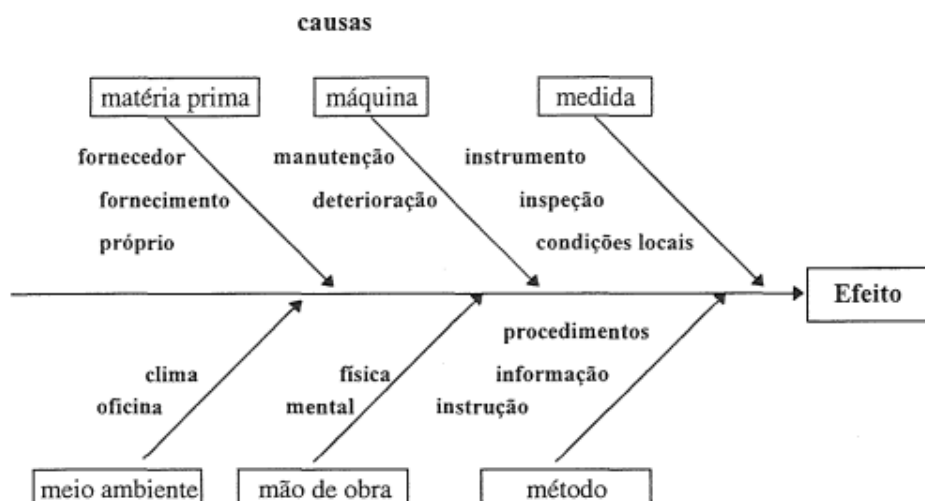 causas
matéria prima
máquina
medida
fornecedor
fornecimento
próprio
manutenção
deterioração
instrumento
inspeção
condições locais
Efeito
clima
oficina
física
mental
procedimentos
informação
instrução
meio ambiente
mão de obra
método